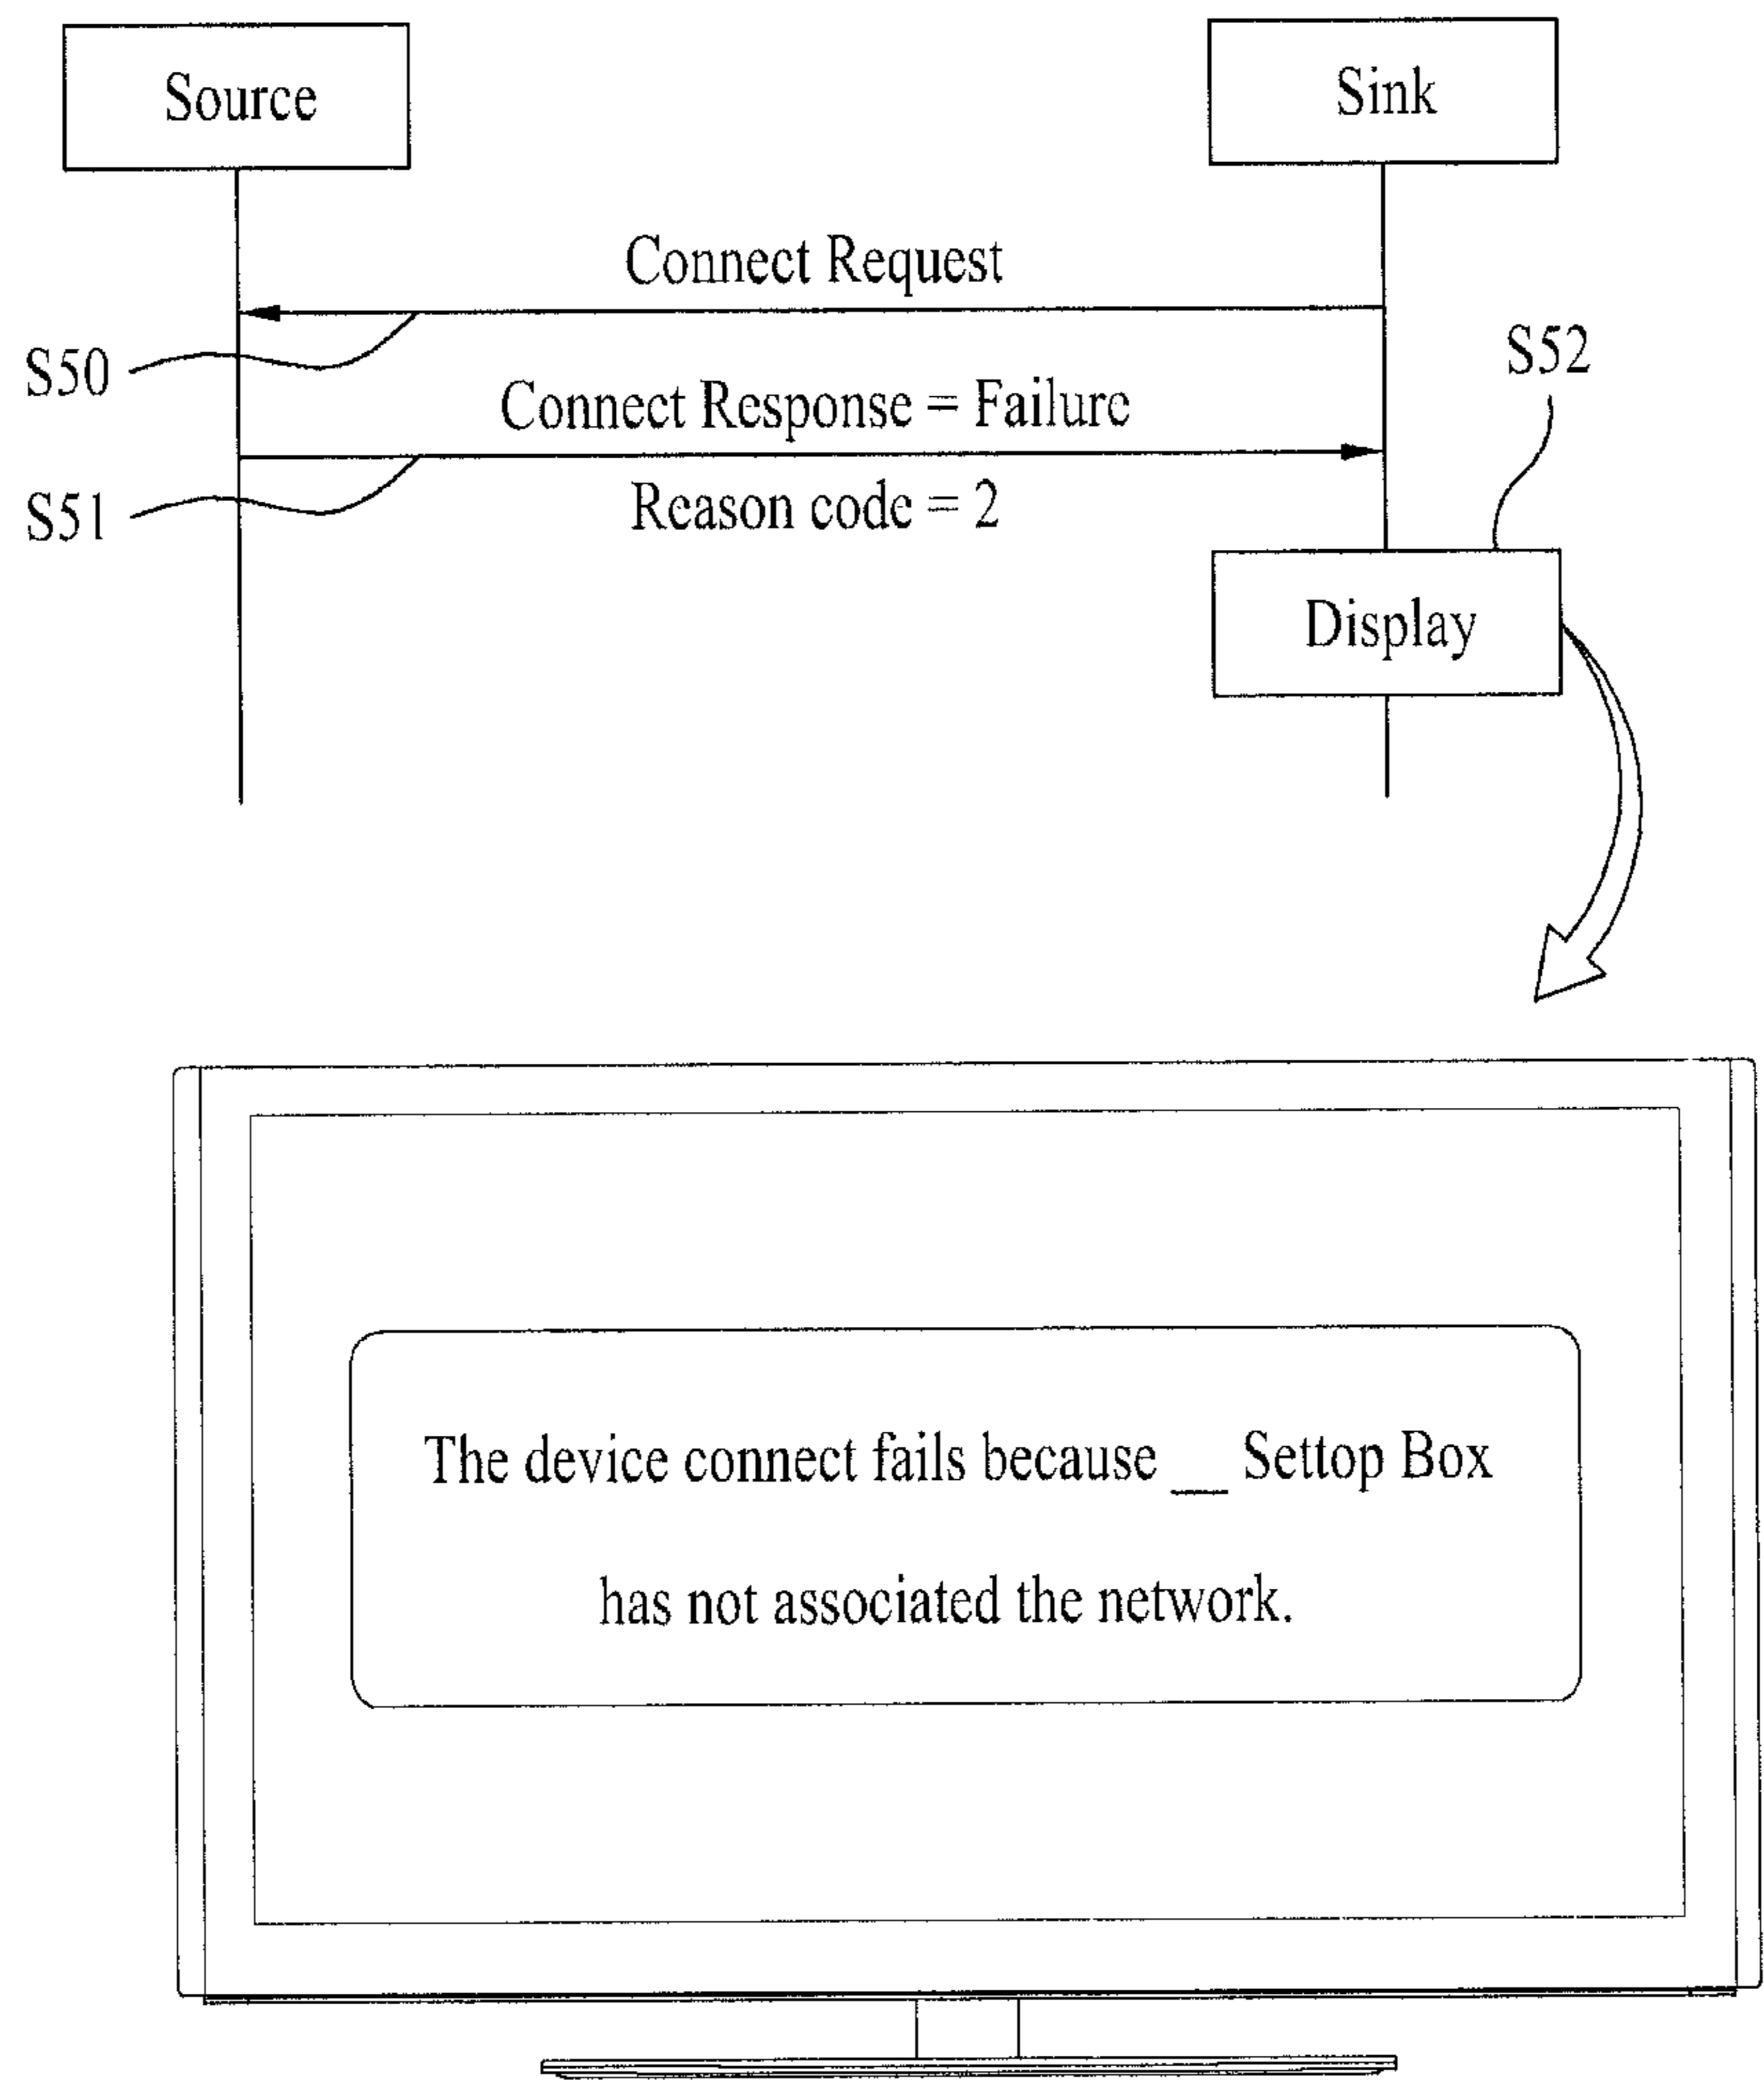 Source
Sink
Connect Request
S50
S52
Connect Response = Failure
S51
Reason code = 2
Display
The device connect fails because __ Settop Box
has not associated the network.